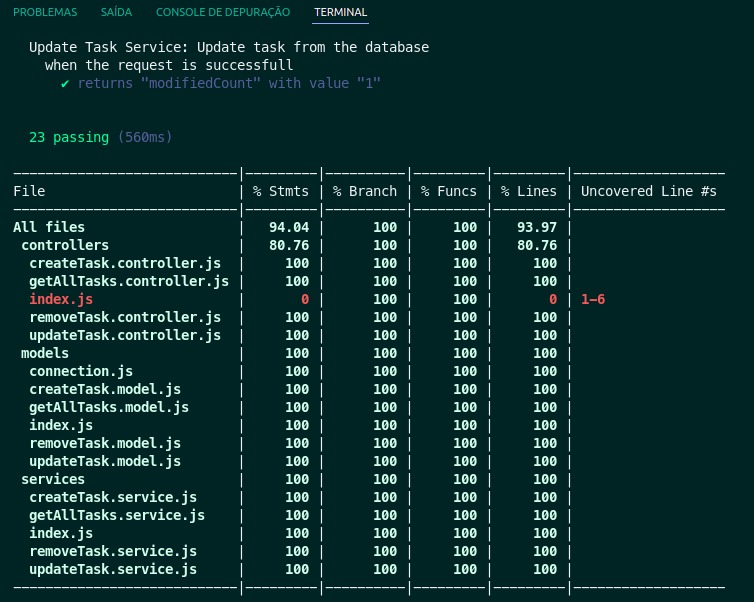 PROBLEMAS SAÍDA CONSOLE DE DEPURAÇÃO TERMINAL
Update Task Service: Update task from the database
when the request is successfull
✔ returns "modifiedCount" with value "1"
23 passing (560ms)
----------------------------|---------|----------|---------|---------|-------------------
File | % Stmts | % Branch | % Funcs | % Lines | Uncovered Line #s
----------------------------|---------|----------|---------|---------|-------------------
All files | 94.04 | 100 | 100 | 93.97 |
controllers | 80.76 | 100 | 100 | 80.76 |
createTask.controller.js | 100 | 100 | 100 | 100 |
getAllTasks.controller.js | 100 | 100 | 100 | 100 |
index.js | 0 | 100 | 100 | 0 | 1-6
removeTask.controller.js | 100 | 100 | 100 | 100 |
updateTask.controller.js | 100 | 100 | 100 | 100 |
models | 100 | 100 | 100 | 100 |
connection.js | 100 | 100 | 100 | 100 |
createTask.model.js | 100 | 100 | 100 | 100 |
getAllTasks.model.js | 100 | 100 | 100 | 100 |
index.js | 100 | 100 | 100 | 100 |
removeTask.model.js | 100 | 100 | 100 | 100 |
updateTask.model.js | 100 | 100 | 100 | 100 |
services | 100 | 100 | 100 | 100 |
createTask.service.js | 100 | 100 | 100 | 100 |
getAllTasks.service.js | 100 | 100 | 100 | 100 |
index.js | 100 | 100 | 100 | 100 |
removeTask.service.js | 100 | 100 | 100 | 100 |
updateTask.service.js | 100 | 100 | 100 | 100 |
----------------------------|---------|----------|---------|---------|-------------------